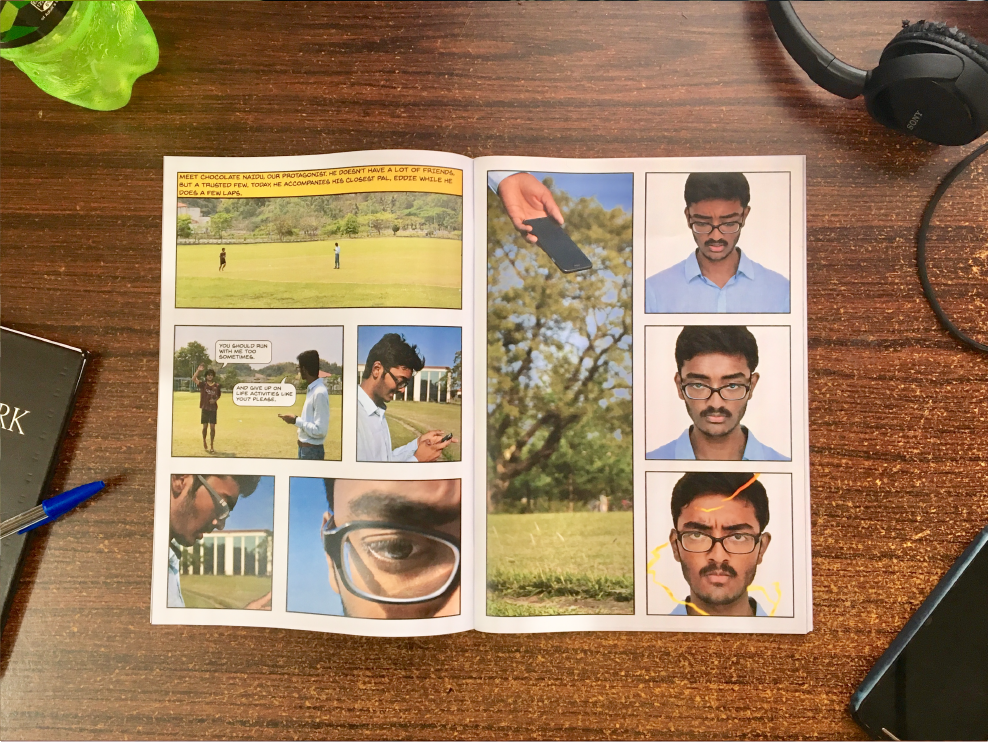 MEET CHOCOLATE NAIDU, OUR PROTAGONIST. HE DOESN'T HAVE A LOT OF FRIENDS,
BUT A TRUSTED FEW. TODAY, HE ACCOMPANIES HIS CLOSEST PAL, EDDIE WHILE HE
DOES A FEW LAPS.
YOU SHOULD RUN
WITH ME TOO
SOMETIMES.
AND GIVE UP ON
LIFE ACTIVITIES LIKE
YOU? PLEASE.
SONY
RK